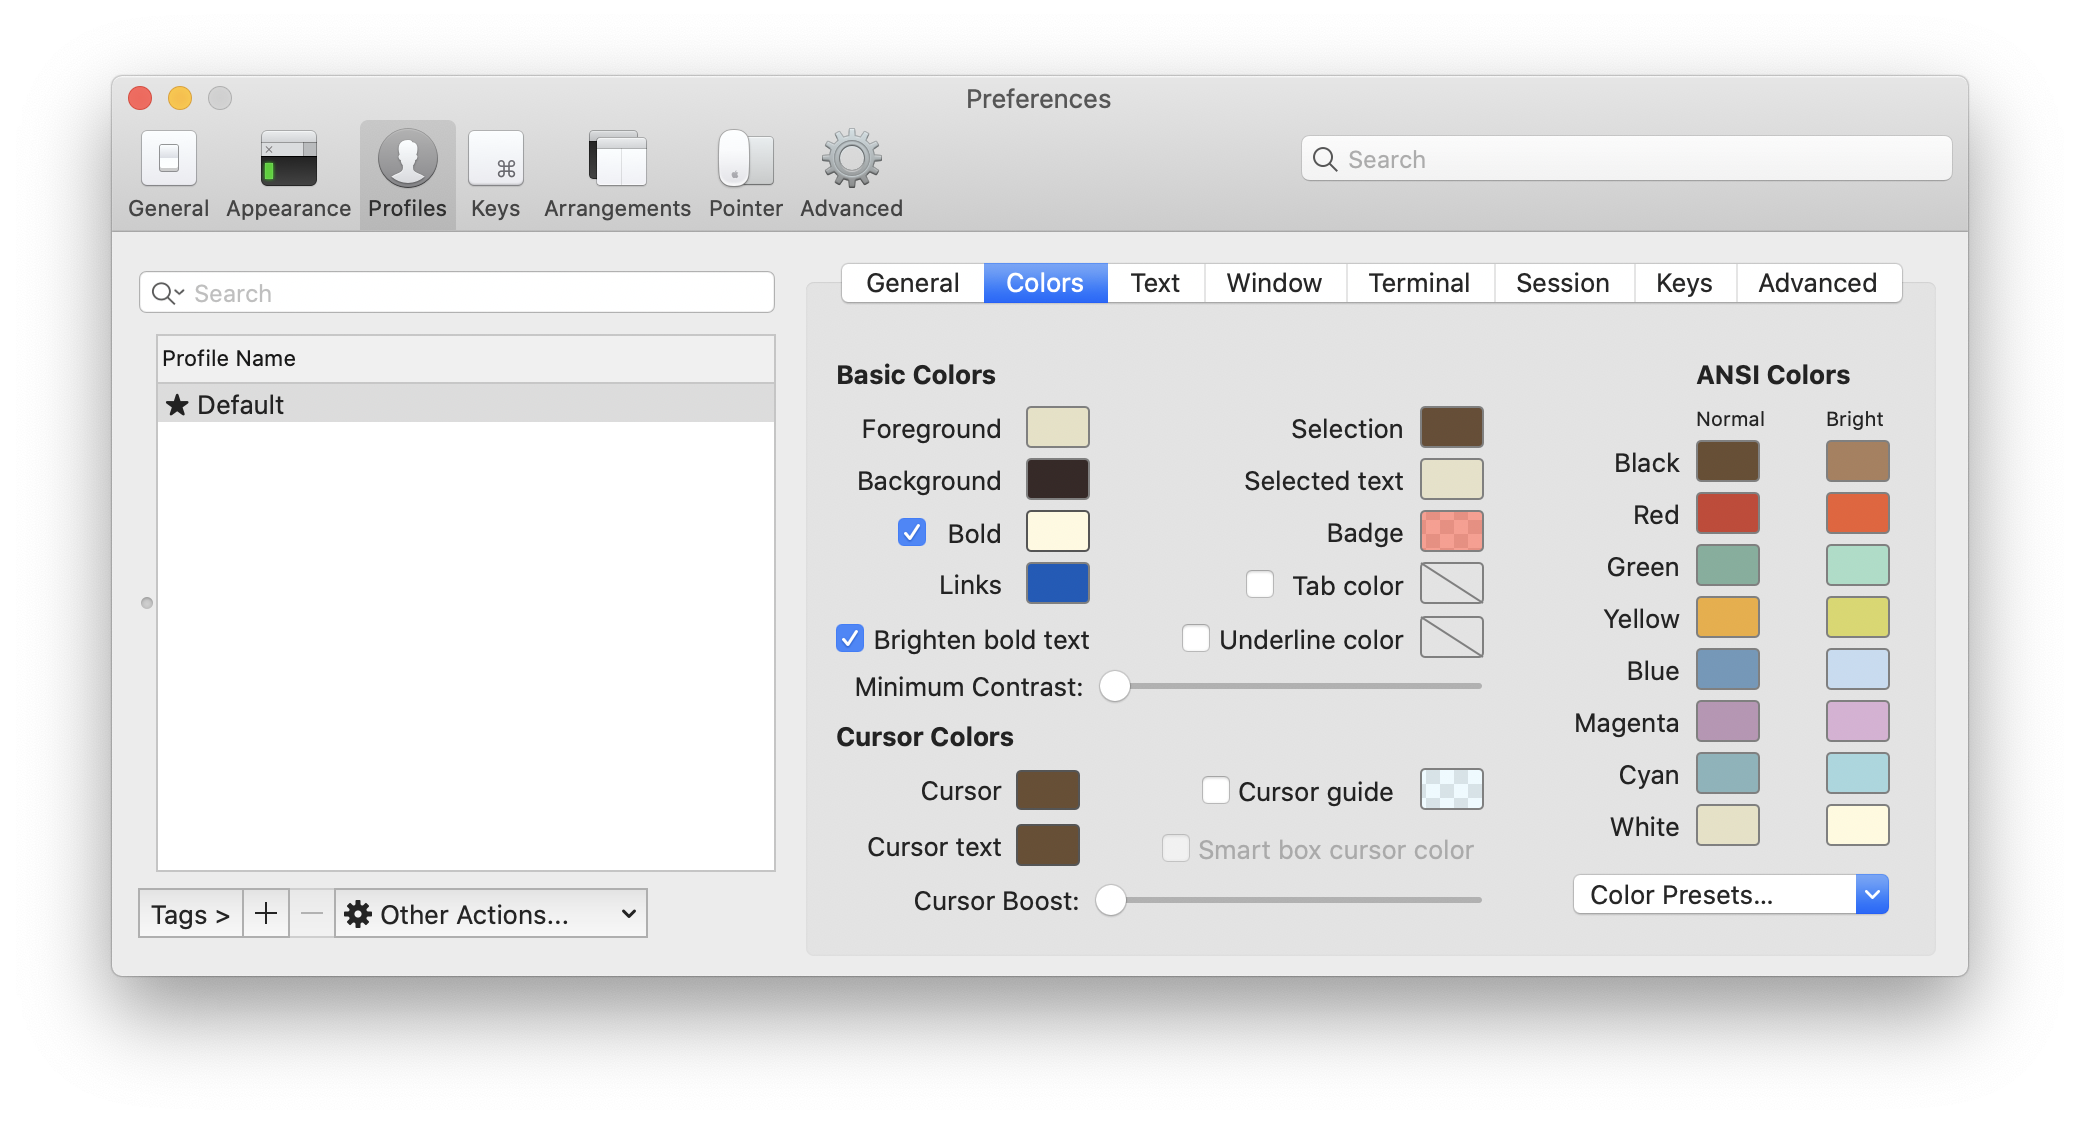 Preferences
General Appearance Profiles Keys Arrangements Pointer Advanced
Search
Search
Profile Name
Default
Tags >
Other Actions...
General Colors Text Window Terminal Session Keys Advanced
Basic Colors
Foreground
Background
Bold
Links
Brighten bold text
Selection
Selected text
Badge
Tab color
Underline color
Minimum Contrast:
Cursor Colors
Cursor
Cursor text
Cursor guide
Smart box cursor color
Cursor Boost:
ANSI Colors
Normal Bright
Black
Red
Green
Yellow
Blue
Magenta
Cyan
White
Color Presets...